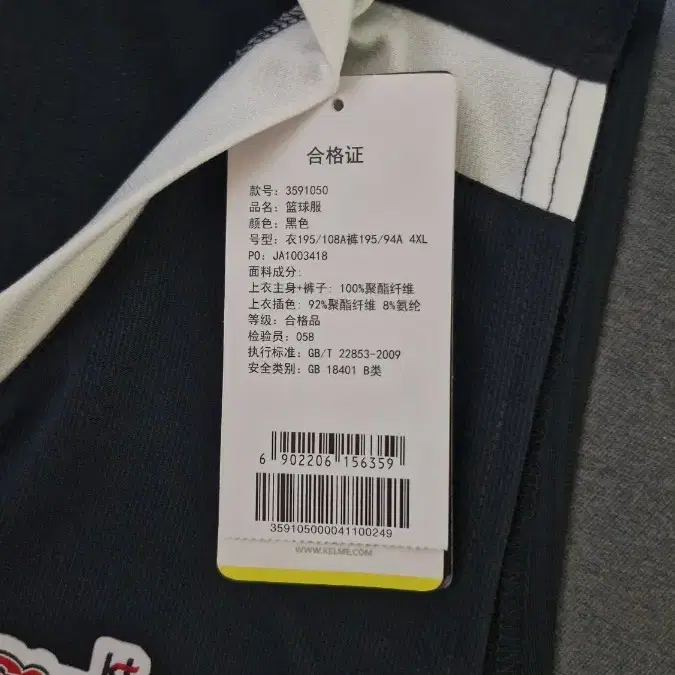 合格证
款号: 3591050
品名: 篮球服
颜色: 黑色
号型: 衣195/108A裤195/94A 4XL
PO: JA1003418
面料成分:
上衣主身+裤子: 100%聚酯纤维
上衣插色: 92%聚酯纤维 8%氨纶
等级: 合格品
检验员: 058
执行标准: GB/T 22853-2009
安全类别: GB 18401 B类
6 902206 156359
359105000041100249
WWW.KELME.COM